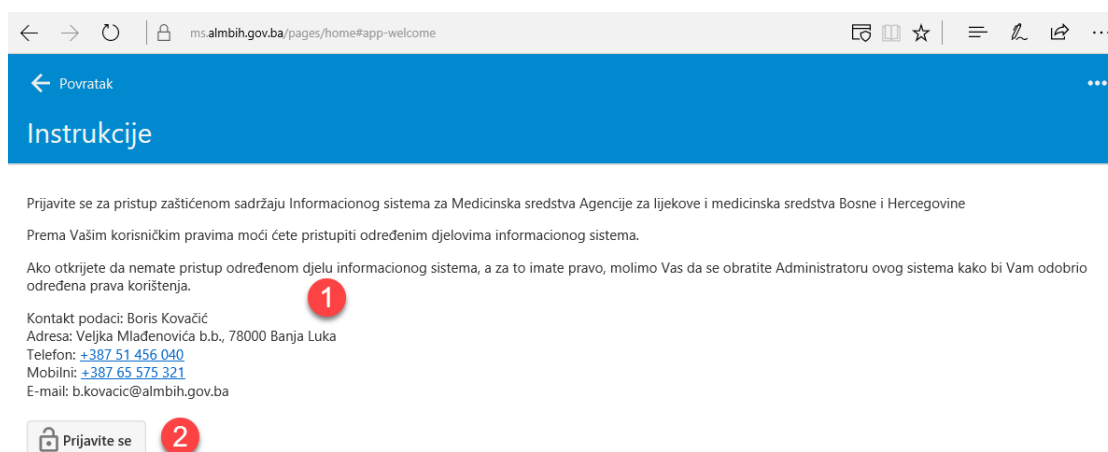 ms.almbih.gov.ba/pages/home#app-welcome
Povratak
Instrukcije
Prijavite se za pristup zaštićenom sadržaju Informacionog sistema za Medicinska sredstva Agencije za lijekove i medicinska sredstva Bosne i Hercegovine
Prema Vašim korisničkim pravima moći ćete pristupiti određenim djelovima informacionog sistema.
Ako otkrijete da nemate pristup određenom djelu informacionog sistema, a za to imate pravo, molimo Vas da se obratite Administratoru ovog sistema kako bi Vam odobrio
određena prava korištenja.
1
Kontakt podaci: Boris Kovačić
Adresa: Veljka Mlađenovića b.b., 78000 Banja Luka
Telefon: +387 51 456 040
Mobilni: +387 65 575 321
E-mail: b.kovacic@almbih.gov.ba
Prijavite se 2